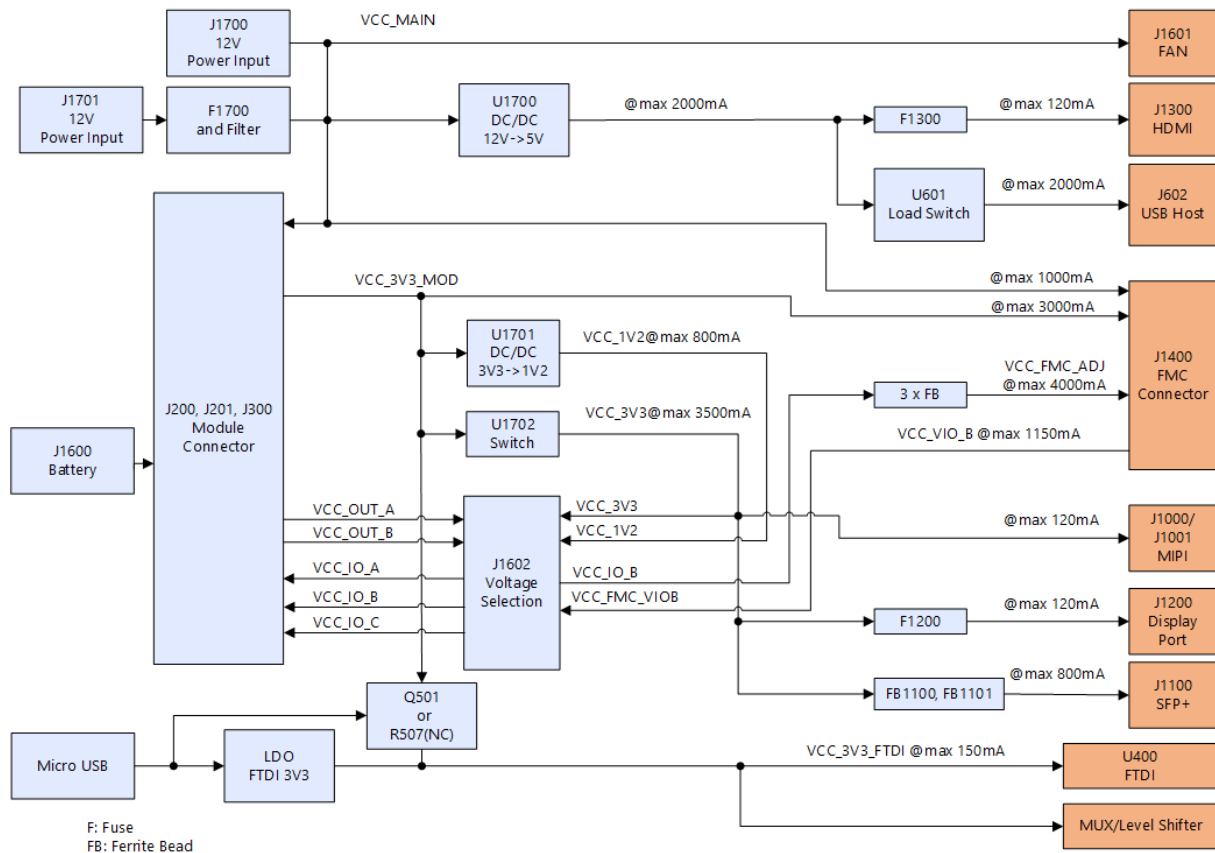 J1700
12V
Power Input
VCC_MAIN
J1601
FAN
J1701
12V
Power Input
F1700
and Filter
U1700
DC/DC
12V->5V
@max 2000mA
F1300
@max 120mA
J1300
HDMI
U601
Load Switch
@max 2000mA
J602
USB Host
J200, J201, J300
Module
Connector
VCC_3V3_MOD
@max 1000mA
@max 3000mA
J1400
FMC
Connector
U1701
DC/DC
3V3->1V2
VCC_1V2@max 800mA
3 x FB
VCC_FMC_ADJ
@max 4000mA
U1702
Switch
VCC_3V3@max 3500mA
VCC_VIO_B @max 1150mA
J1600
Battery
VCC_OUT_A
VCC_OUT_B
VCC_IO_A
VCC_IO_B
VCC_IO_C
J1602
Voltage
Selection
VCC_3V3
VCC_1V2
VCC_IO_B
VCC_FMC_VIOB
@max 120mA
J1000/
J1001
MIPI
F1200
@max 120mA
J1200
Display
Port
FB1100, FB1101
@max 800mA
J1100
SFP+
Q501
or
R507(NC)
Micro USB
LDO
FTDI 3V3
VCC_3V3_FTDI @max 150mA
U400
FTDI
MUX/Level Shifter
F: Fuse
FB: Ferrite Bead